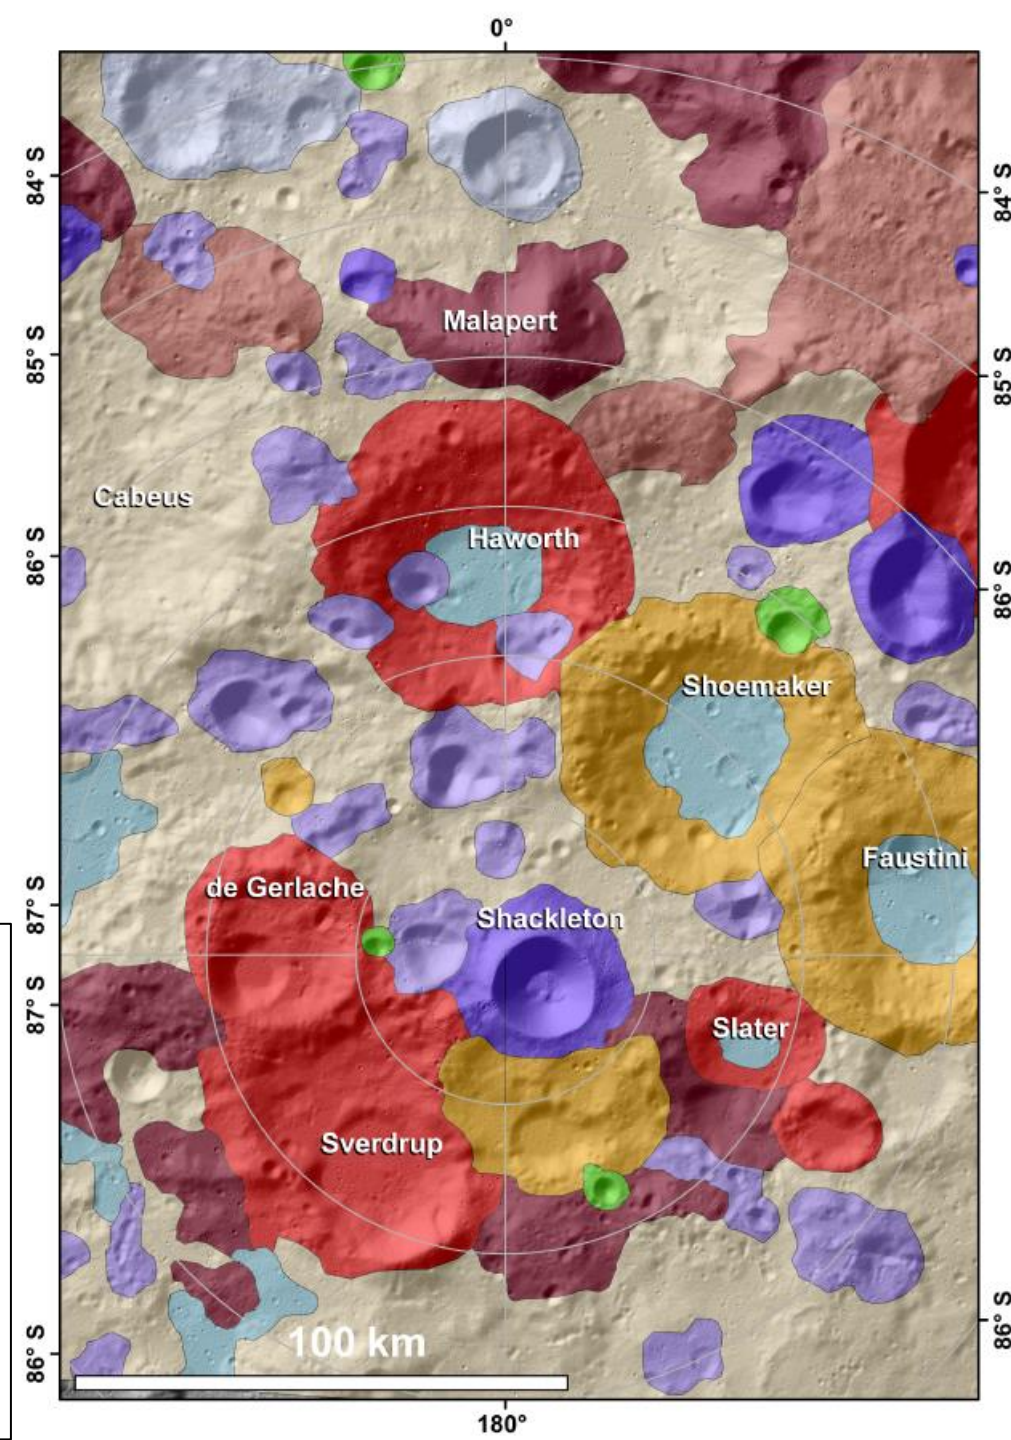 0°
84° S
84° S
Malapert
85° S
85° S
Cabeus
Haworth
86° S
86° S
Shoemaker
Faustini
de Gerlache
87° S
Shackleton
87° S
Slater
Sverdrup
86° S
86° S
100 km
180°